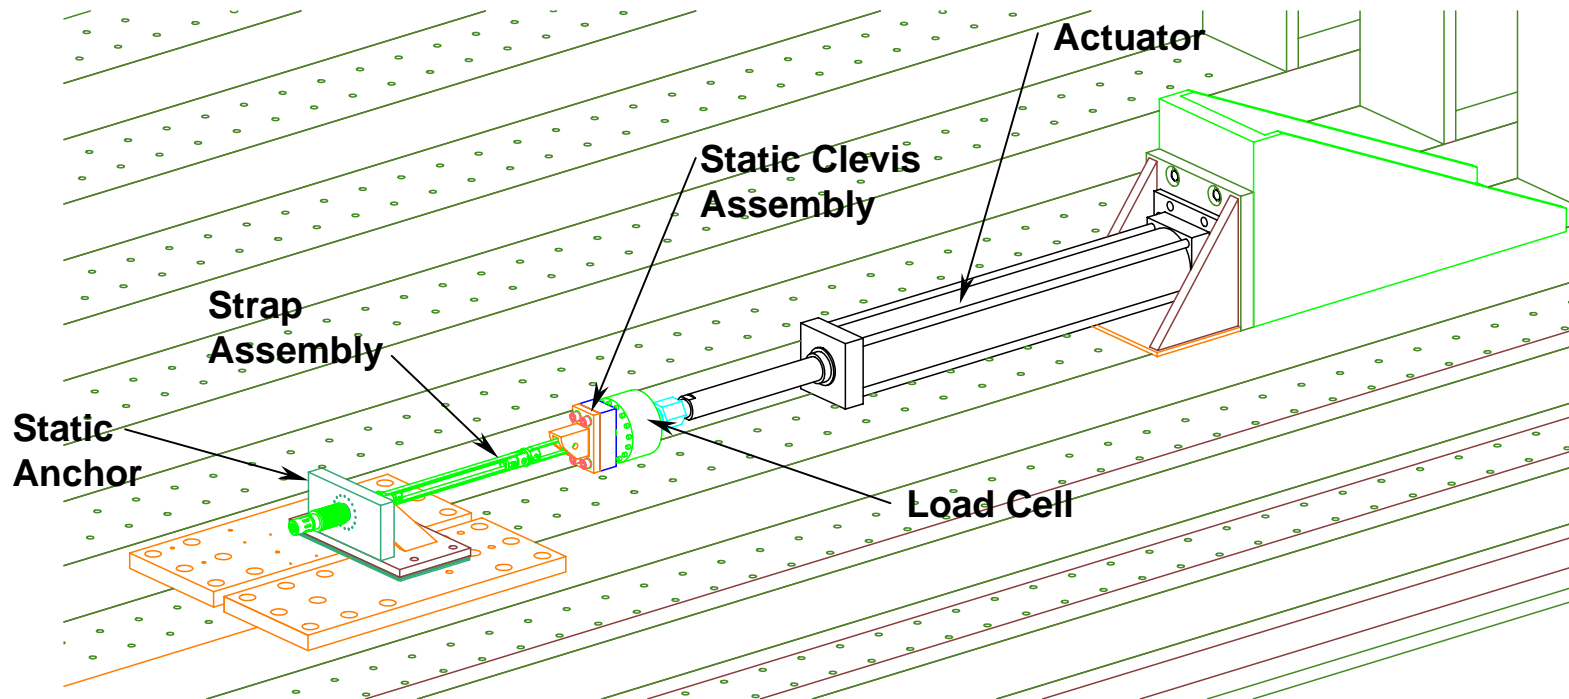 Actuator
Static Clevis
Assembly
Strap
Assembly
Static
Anchor
Load Cell